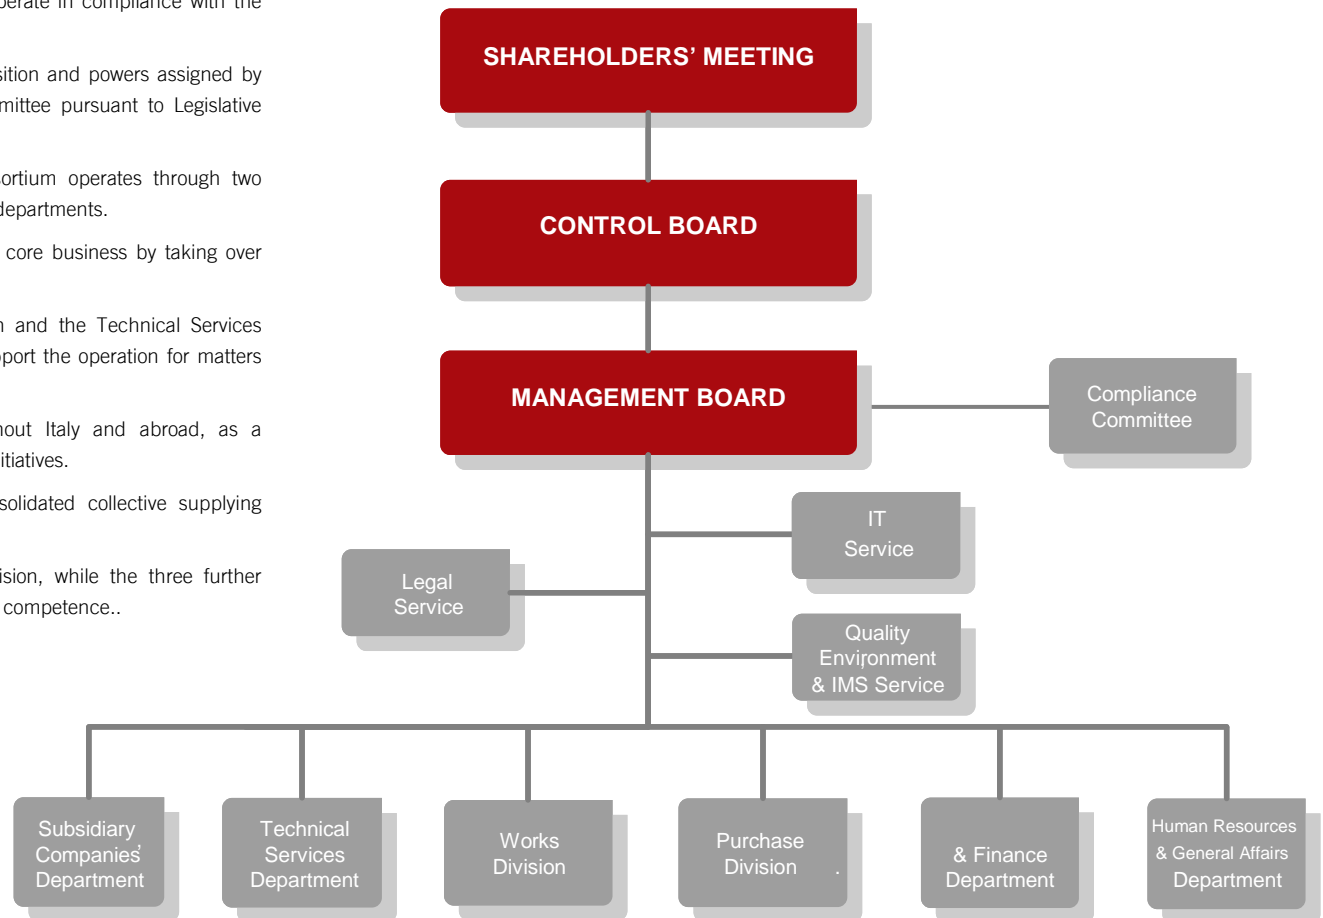 perate in compliance with the
sition and powers assigned by
mittee pursuant to Legislative
sortium operates through two
departments.
core business by taking over
n and the Technical Services
pport the operation for matters
hout Italy and abroad, as a
itiatives.
solidated collective supplying
ision, while the three further
competence..
SHAREHOLDERS’ MEETING
CONTROL BOARD
MANAGEMENT BOARD
Compliance
Committee
IT
Service
Legal
Service
Quality
Environment
& IMS Service
Subsidiary
Companies’
Department
Technical
Services
Department
Works
Division
Purchase
Division .
& Finance
Department
Human Resources
& General Affairs
Department